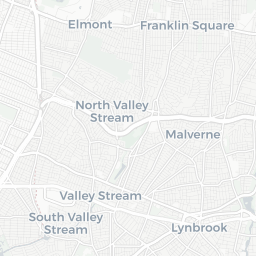 Elmont
Franklin Square
North Valley
Stream
Malverne
Valley Stream
South Valley
Stream
Lynbrook